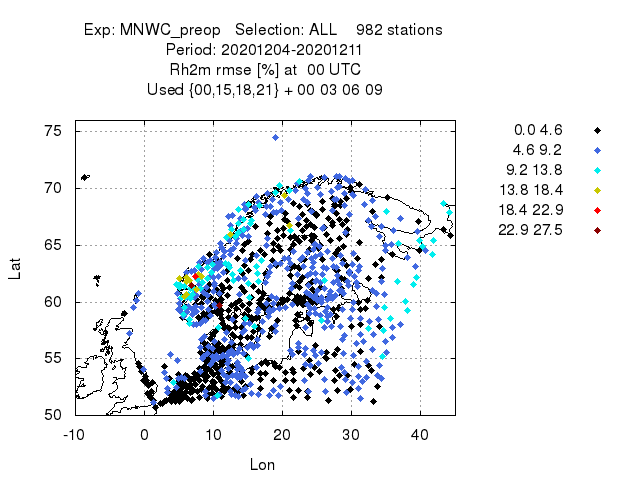 Exp: MNWC_preop   Selection: ALL    982 stations
Period: 20201204-20201211
Rh2m rmse [%] at  00 UTC
Used {00,15,18,21} + 00 03 06 09
0.0 4.6
4.6 9.2
9.2 13.8
13.8 18.4
18.4 22.9
22.9 27.5
75
70
65
60
55
50
Lat
-10 0 10 20 30 40
Lon